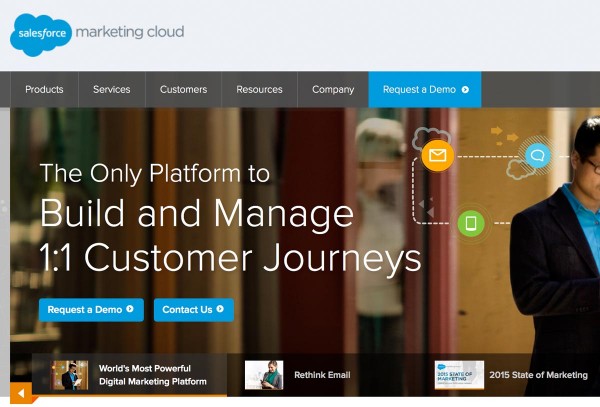 salesforce marketing cloud
Products Services Customers Resources Company Request a Demo
The Only Platform to
Build and Manage
1:1 Customer Journeys
Request a Demo Contact Us
World's Most Powerful
Digital Marketing Platform
Rethink Email
2015 STATE OF
MARKETING
2015 State of Marketing